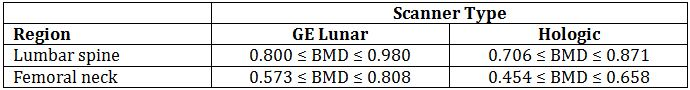 Scanner Type
Region GE Lunar Hologic
Lumbar spine 0.800 ≤ BMD ≤ 0.980 0.706 ≤ BMD ≤ 0.871
Femoral neck 0.573 ≤ BMD ≤ 0.808 0.454 ≤ BMD ≤ 0.658